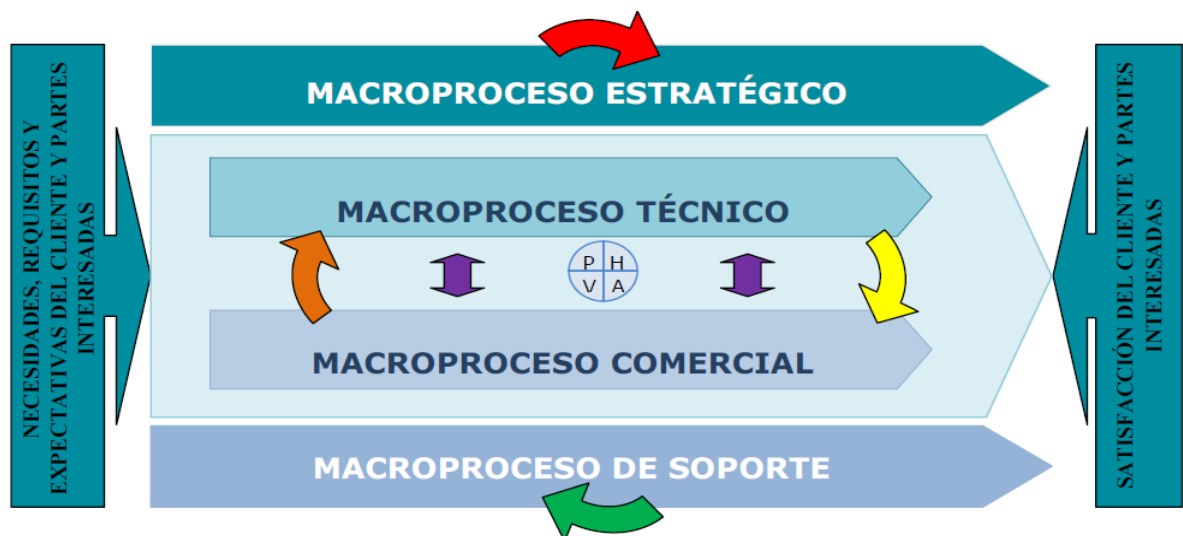 NECESIDADES, REQUISITOS Y
EXPECTATIVAS DEL CLIENTE Y PARTES
INTERESADAS
MACROPROCESO ESTRATÉGICO
MACROPROCESO TÉCNICO
P H
V A
MACROPROCESO COMERCIAL
MACROPROCESO DE SOPORTE
SATISFACCIÓN DEL CLIENTE Y PARTES
INTERESADAS